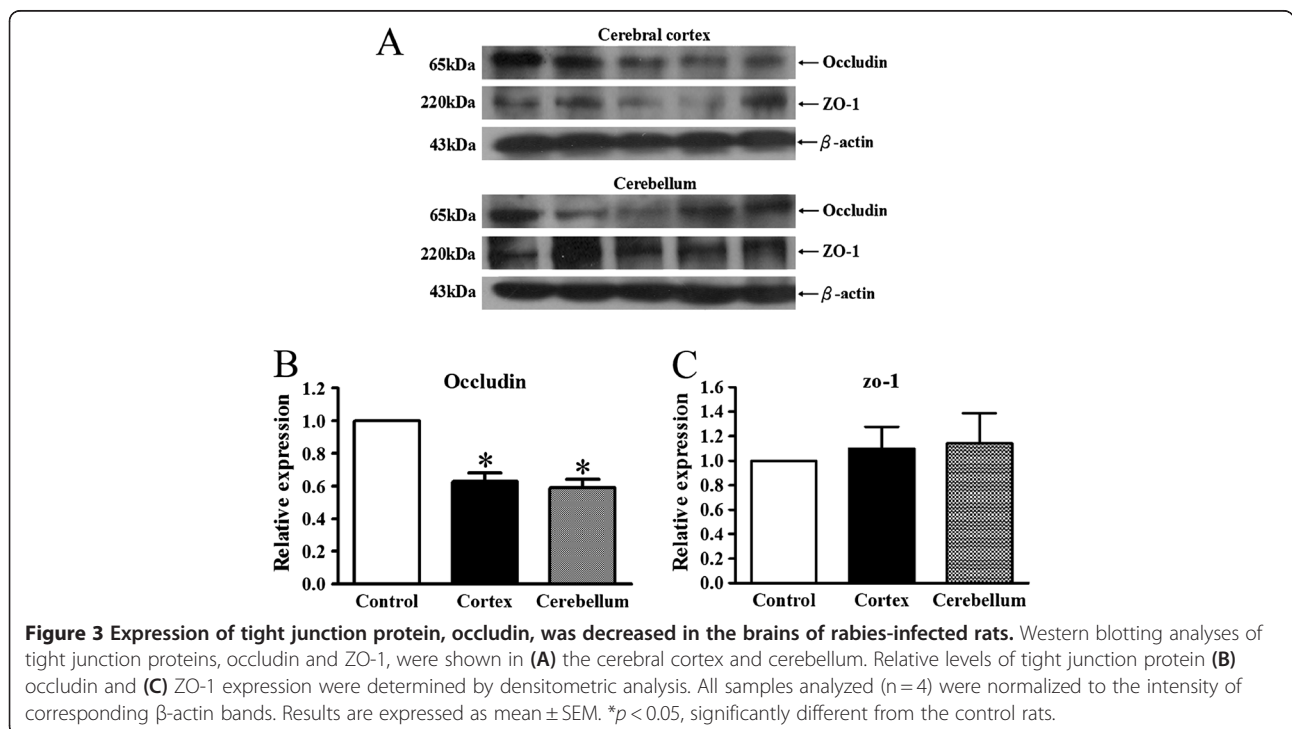 A
Cerebral cortex
65kDa
←Occludin
220kDa
←ZO-1
43kDa
←β-actin
Cerebellum
65kDa
←Occludin
220kDa
←ZO-1
43kDa
←β-actin
B
Occludin
Relative expression
1.2
1.0
0.8
0.6
0.4
0.2
0.0
*
*
Control Cortex Cerebellum
C
zo-1
Relative expression
1.6
1.4
1.2
1.0
0.8
0.6
0.4
0.2
0.0
Control Cortex Cerebellum
Figure 3 Expression of tight junction protein, occludin, was decreased in the brains of rabies-infected rats. Western blotting analyses of
tight junction proteins, occludin and ZO-1, were shown in (A) the cerebral cortex and cerebellum. Relative levels of tight junction protein (B)
occludin and (C) ZO-1 expression were determined by densitometric analysis. All samples analyzed (n = 4) were normalized to the intensity of
corresponding β-actin bands. Results are expressed as mean ± SEM. *p < 0.05, significantly different from the control rats.